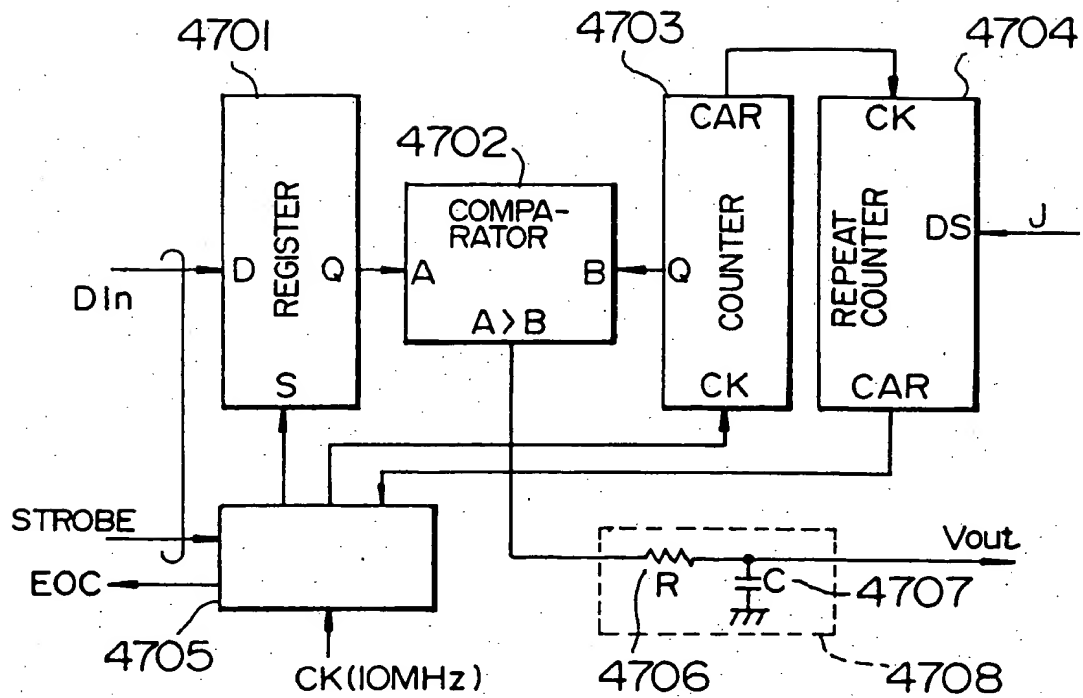 4701
4703
4704
CAR
CK
4702
REGISTER
COMPA-
RATOR
COUNTER
REPEAT
COUNTER
DS
J
D
Q
A
B
Q
DIn
A > B
S
CK
CAR
STROBE
Vout
EOC
R
C
4707
4705
4706
4708
CK(10MHz)